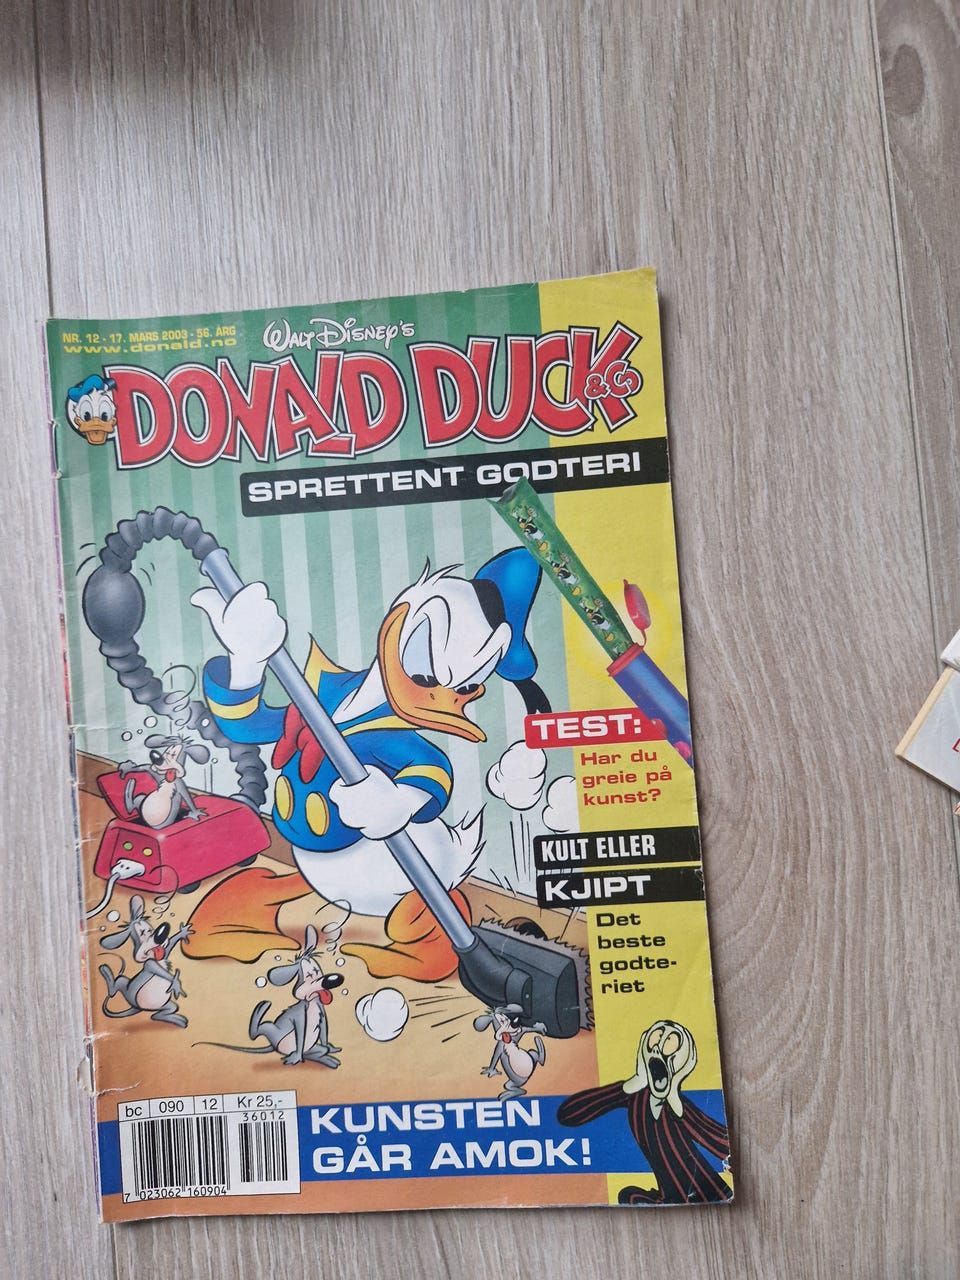 NR. 12 - 17. MARS 2003 - 56. ÅRG
www.donald.no
WALT DISNEY'S
DONALD DUCK
& CO
SPRETTENT GODTERI
TEST:
Har du
greie på
kunst?
KULT ELLER
KJIPT
Det
beste
godte-
riet
bc 090 12 Kr 25,-
36012
7 023062 160904
KUNSTEN
GÅR AMOK!